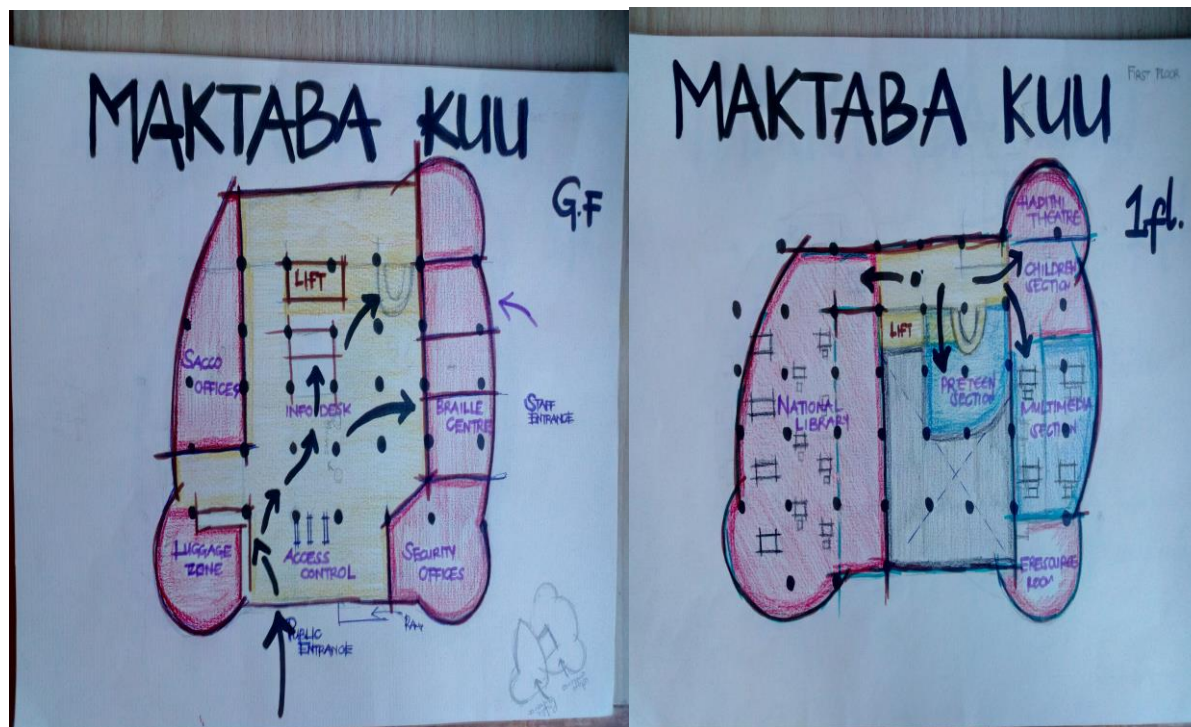 MAKTABA KUU
G.F
LIFT
SACCO
OFFICES
INFO DESK
BRAILLE
CENTRE
STAFF
ENTRANCE
LUGGAGE
ZONE
ACCESS
CONTROL
SECURITY
OFFICES
PUBLIC
ENTRANCE
MAKTABA KUU
FIRST FLOOR
1fl.
HADITHI
THEATRE
CHILDREN
SECTION
LIFT
PRETEEN
SECTION
NATIONAL
LIBRARY
MULTIMEDIA
SECTION
ERESOURCE
ROOM